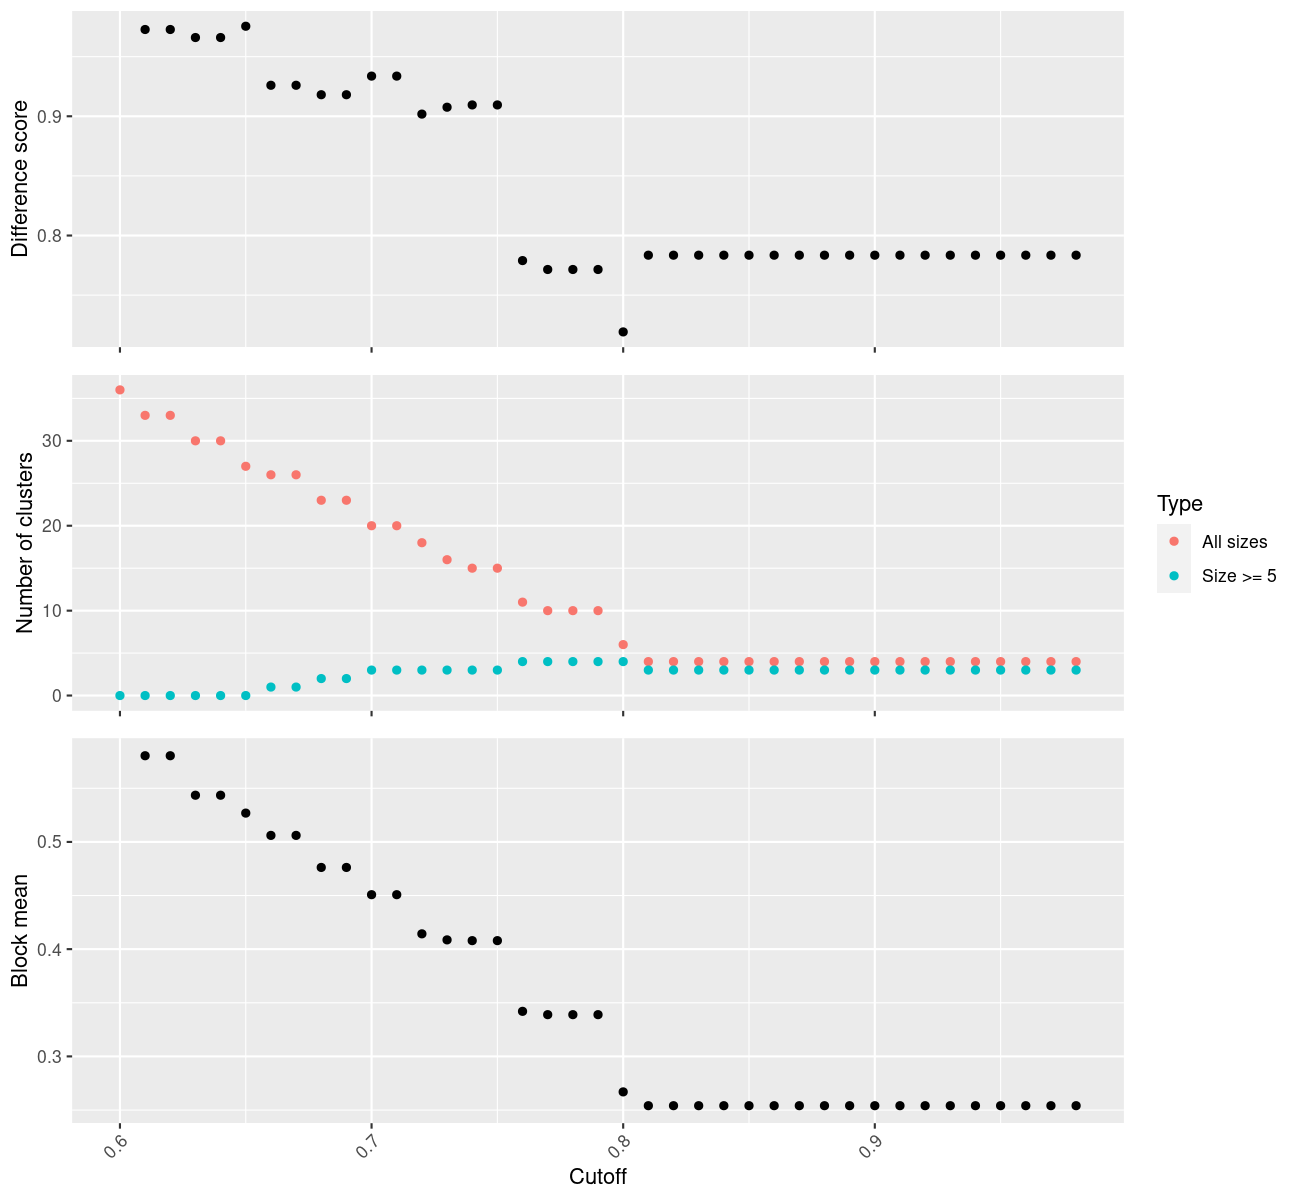 Difference score
0.9
0.8
Number of clusters
30
20
10
0
Type
All sizes
Size >= 5
Block mean
0.5
0.4
0.3
0.6
0.7
0.8
0.9
Cutoff